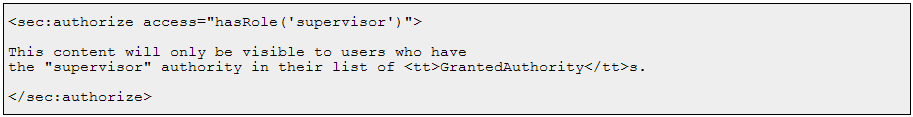 <sec:authorize access="hasRole('supervisor')">
This content will only be visible to users who have
the "supervisor" authority in their list of <tt>GrantedAuthority</tt>s.
</sec:authorize>